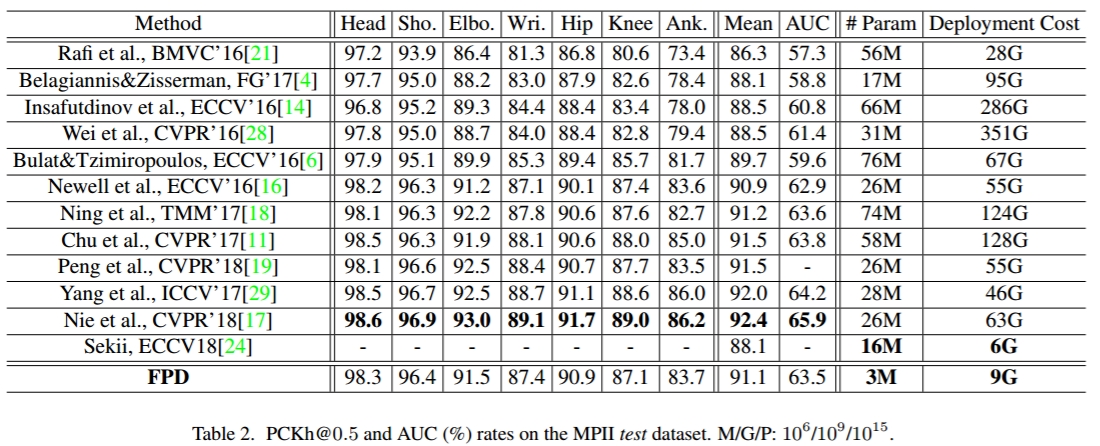 Method Head Sho. Elbo. Wri. Hip Knee Ank. Mean AUC # Param Deployment Cost
Rafi et al., BMVC'16[21] 97.2 93.9 86.4 81.3 86.8 80.6 73.4 86.3 57.3 56M 28G
Belagiannis&Zisserman, FG'17[4] 97.7 95.0 88.2 83.0 87.9 82.6 78.4 88.1 58.8 17M 95G
Insafutdinov et al., ECCV'16[14] 96.8 95.2 89.3 84.4 88.4 83.4 78.0 88.5 60.8 66M 286G
Wei et al., CVPR'16[28] 97.8 95.0 88.7 84.0 88.4 82.8 79.4 88.5 61.4 31M 351G
Bulat&Tzimiropoulos, ECCV'16[6] 97.9 95.1 89.9 85.3 89.4 85.7 81.7 89.7 59.6 76M 67G
Newell et al., ECCV'16[16] 98.2 96.3 91.2 87.1 90.1 87.4 83.6 90.9 62.9 26M 55G
Ning et al., TMM'17[18] 98.1 96.3 92.2 87.8 90.6 87.6 82.7 91.2 63.6 74M 124G
Chu et al., CVPR'17[11] 98.5 96.3 91.9 88.1 90.6 88.0 85.0 91.5 63.8 58M 128G
Peng et al., CVPR'18[19] 98.1 96.6 92.5 88.4 90.7 87.7 83.5 91.5 - 26M 55G
Yang et al., ICCV'17[29] 98.5 96.7 92.5 88.7 91.1 88.6 86.0 92.0 64.2 28M 46G
Nie et al., CVPR'18[17] 98.6 96.9 93.0 89.1 91.7 89.0 86.2 92.4 65.9 26M 63G
Sekii, ECCV18[24] - - - - - - - 88.1 - 16M 6G
FPD 98.3 96.4 91.5 87.4 90.9 87.1 83.7 91.1 63.5 3M 9G
Table 2. PCKh@0.5 and AUC (%) rates on the MPII test dataset. M/G/P: 10⁶/10⁹/10¹⁵.